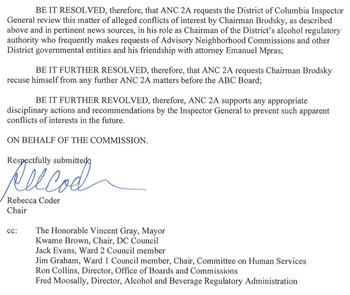 BE IT RESOLVED, therefore, that ANC 2A requests the District of Columbia Inspector
General review this matter of alleged conflicts of interest by Chairman Brodsky, as described
above and in pertinent news sources, in his role as Chairman of the District's alcohol regulatory
authority who frequently makes requests of Advisory Neighborhood Commissions and other
District governmental entities and his friendship with attorney Emanuel Mpras;
BE IT FURTHER RESOLVED, therefore, that ANC 2A requests Chairman Brodsky
recuse himself from any further ANC 2A matters before the ABC Board;
BE IT FURTHER REVOLVED, therefore, ANC 2A supports any appropriate
disciplinary actions and recommendations by the Inspector General to prevent such apparent
conflicts of interests in the future.
ON BEHALF OF THE COMMISSION.
Respectfully submitted,
Rebecca Coder
Chair
cc: The Honorable Vincent Gray, Mayor
Kwame Brown, Chair, DC Council
Jack Evans, Ward 2 Council member
Jim Graham, Ward 1 Council member, Chair, Committee on Human Services
Ron Collins, Director, Office of Boards and Commissions
Fred Moosally, Director, Alcohol and Beverage Regulation Administration